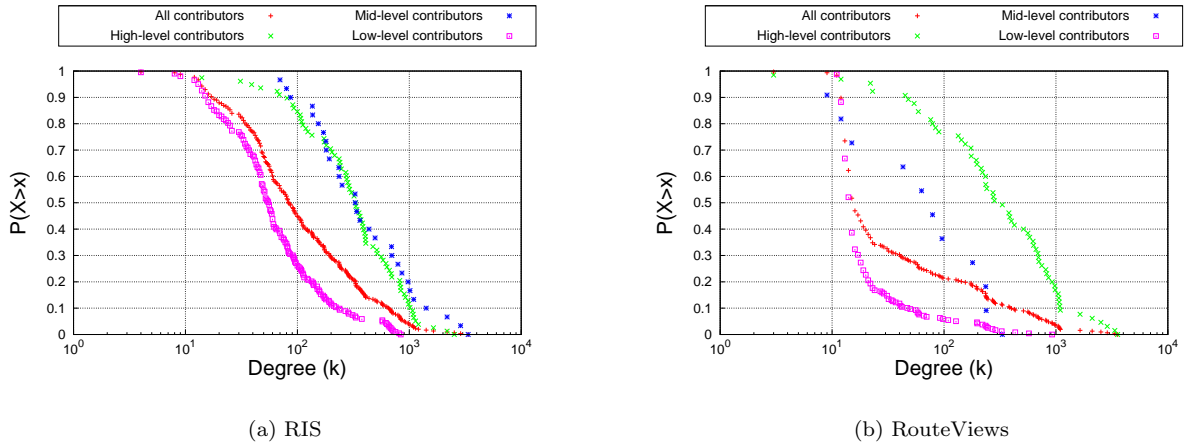 All contributors
Mid-level contributors
High-level contributors
Low-level contributors
1
0.9
0.8
0.7
0.6
0.5
0.4
0.3
0.2
0.1
0
P(X>x)
10^0
10^1
10^2
10^3
10^4
Degree (k)
(a) RIS
All contributors
Mid-level contributors
High-level contributors
Low-level contributors
1
0.9
0.8
0.7
0.6
0.5
0.4
0.3
0.2
0.1
0
P(X>x)
10^0
10^1
10^2
10^3
10^4
Degree (k)
(b) RouteViews